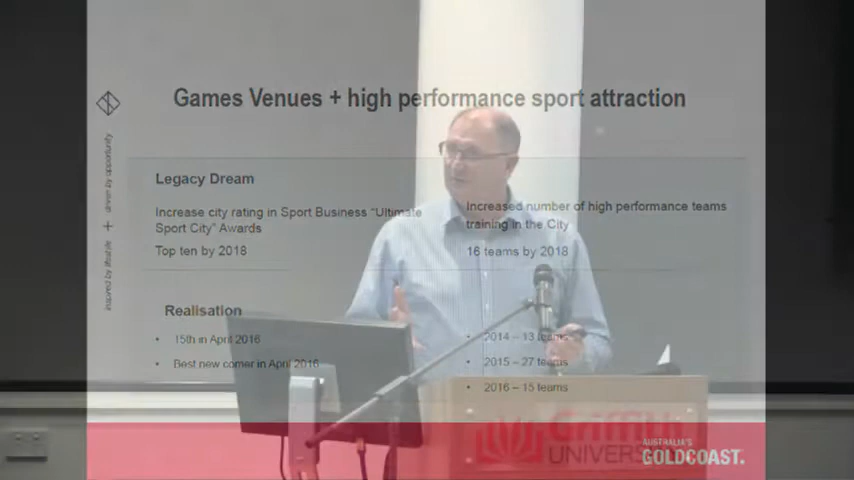 Games Venues + high performance sport attraction
inspired by lifestyle + driven by opportunity
Legacy Dream
Increase city rating in Sport Business "Ultimate
Sport City" Awards
Top ten by 2018
Increased number of high performance teams
training in the City
16 teams by 2018
Realisation
• 15th in April 2016
• Best new comer in April 2016
• 2014 – 13 teams
• 2015 – 27 teams
• 2016 – 15 teams
Griffith
UNIVERSITY
AUSTRALIA'S
GOLDCOAST.